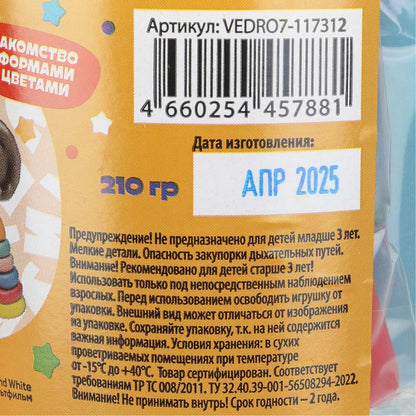 Артикул: VEDRO7-117312
4 660254 457881
АКОМСТВО
ФОРМАМИ
ЦВЕТАМИ
Дата изготовления:
210 гр
АПР 2025
Предупреждение! Не предназначено для детей младше 3 лет.
Мелкие детали. Опасность закупорки дыхательных путей.
Внимание! Рекомендовано для детей старше 3 лет!
Использовать только под непосредственным наблюдением
взрослых. Перед использованием освободить игрушку от
упаковки. Внешний вид может отличаться от изображения
на упаковке. Сохраняйте упаковку, т.к. на ней содержится
важная информация. Условия хранения: в сухих
проветриваемых помещениях при температуре
от -15°С до +40°С. Товар сертифицирован. Соответствует
требованиям ТР ТС 008/2011. ТУ 32.40.39-001-56508294-2022.
Внимание! Не принимать внутрь! Срок годности – 2 года.
nd White
льтфильм